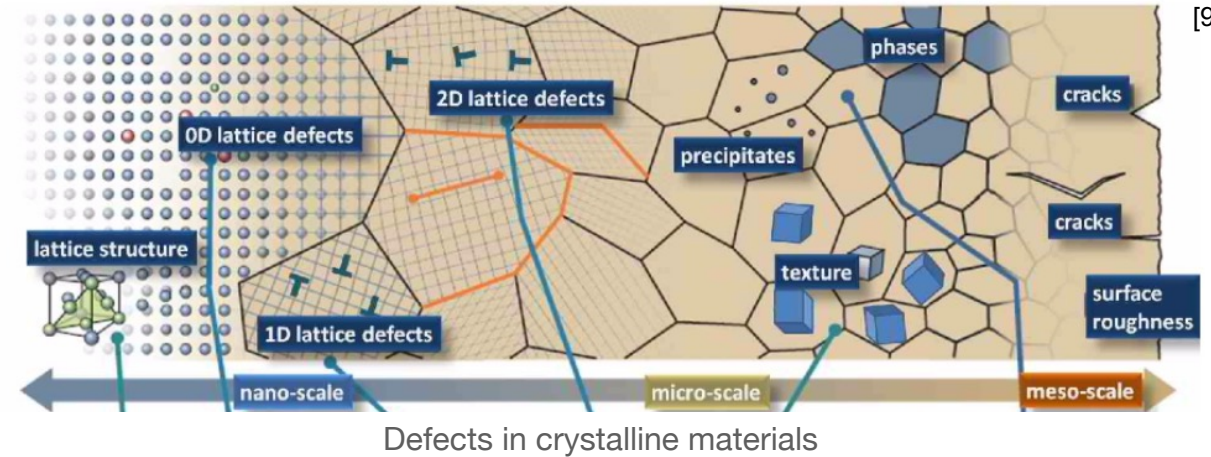 [9
phases
2D lattice defects
cracks
0D lattice defects
precipitates
cracks
lattice structure
texture
surface
roughness
1D lattice defects
nano-scale
micro-scale
meso-scale
Defects in crystalline materials